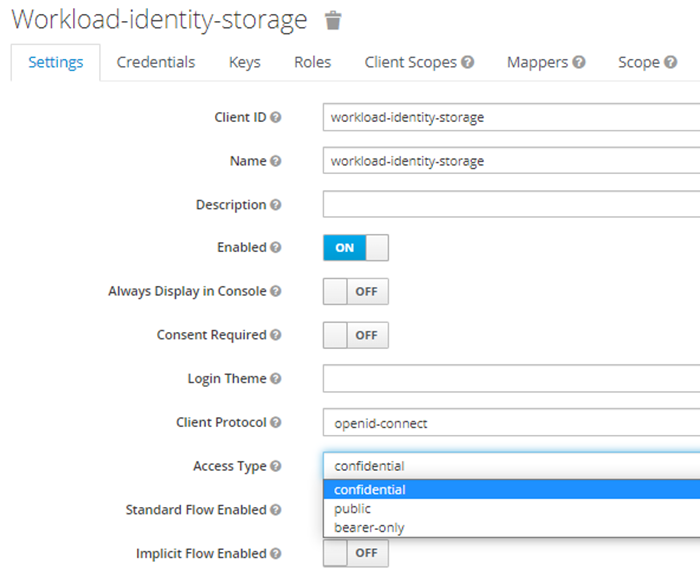 Workload-identity-storage
Settings Credentials Keys Roles Client Scopes Mappers Scope
Client ID workload-identity-storage
Name workload-identity-storage
Description
Enabled ON
Always Display in Console OFF
Consent Required OFF
Login Theme
Client Protocol openid-connect
Access Type confidential
confidential
public
Standard Flow Enabled
bearer-only
Implicit Flow Enabled OFF